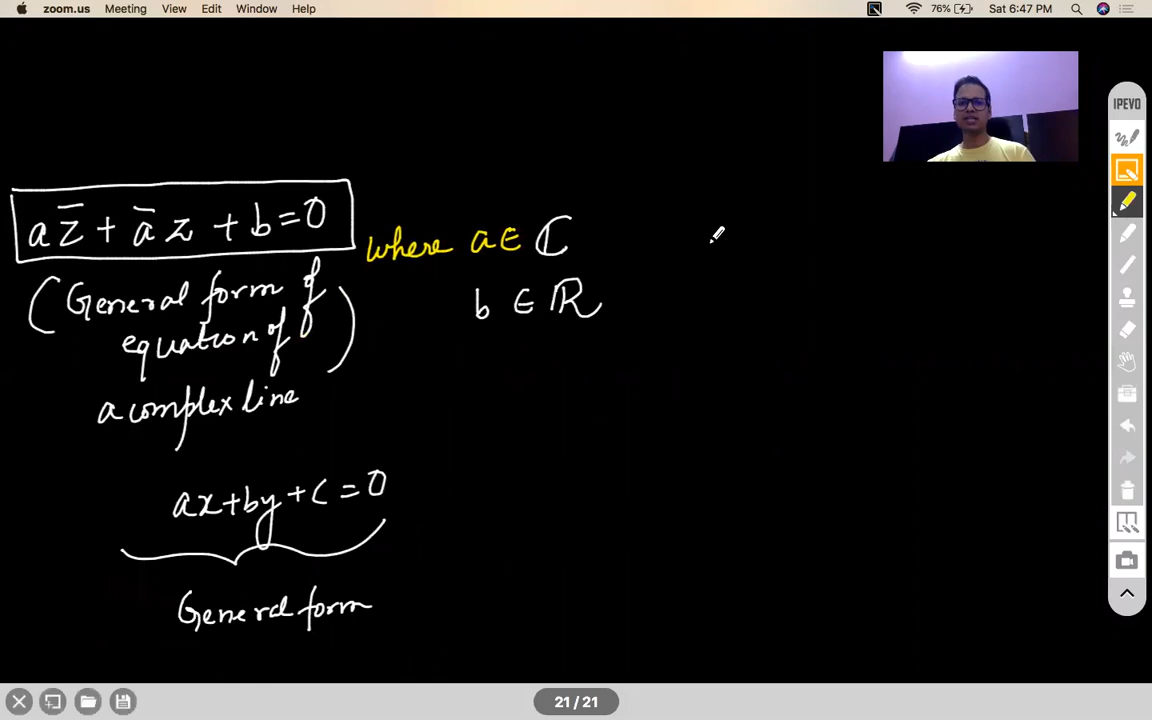 zoom.us Meeting View Edit Window Help 76% Sat 6:47 PM
IPEVO
a z̅ + a̅ z + b = 0
where a ∈ ℂ
b ∈ ℝ
(General form of
equation of)
a complex line
ax + by + c = 0
General form
21 / 21